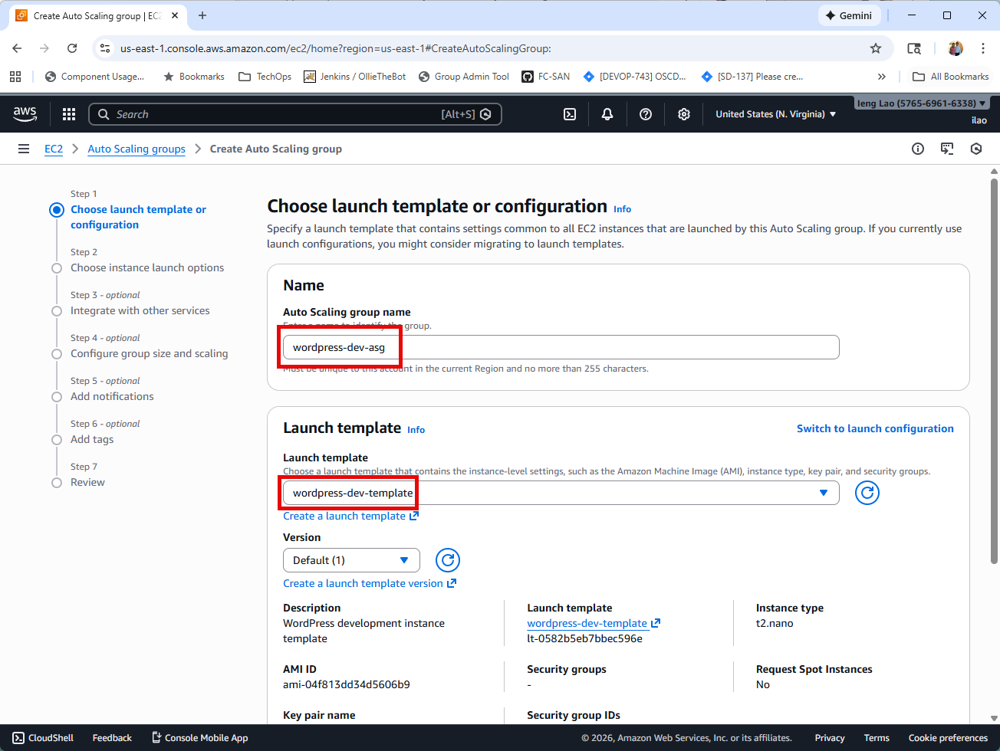 Create Auto Scaling group | EC2
Gemini
us-east-1.console.aws.amazon.com/ec2/home?region=us-east-1#CreateAutoScalingGroup:
Component Usage...
Bookmarks
TechOps
Jenkins / OllieTheBot
Group Admin Tool
FC-SAN
[DEVOP-743] OSCD...
[SD-137] Please cre...
All Bookmarks
aws
Search
[Alt+S]
United States (N. Virginia)
Ieng Lao (5765-6961-6338)
ilao
EC2
Auto Scaling groups
Create Auto Scaling group
Step 1
Choose launch template or
configuration
Step 2
Choose instance launch options
Step 3 - optional
Integrate with other services
Step 4 - optional
Configure group size and scaling
Step 5 - optional
Add notifications
Step 6 - optional
Add tags
Step 7
Review
Choose launch template or configuration Info
Specify a launch template that contains settings common to all EC2 instances that are launched by this Auto Scaling group. If you currently use
launch configurations, you might consider migrating to launch templates.
Name
Auto Scaling group name
Enter a name to identify the group.
wordpress-dev-asg
Must be unique to this account in the current Region and no more than 255 characters.
Launch template Info
Switch to launch configuration
Launch template
Choose a launch template that contains the instance-level settings, such as the Amazon Machine Image (AMI), instance type, key pair, and security groups.
wordpress-dev-template
Create a launch template
Version
Default (1)
Create a launch template version
Description
WordPress development instance
template
Launch template
wordpress-dev-template
lt-0582b5eb7bbec596e
Instance type
t2.nano
AMI ID
ami-04f813dd34d5606b9
Security groups
-
Request Spot Instances
No
Key pair name
Security group IDs
CloudShell
Feedback
Console Mobile App
© 2026, Amazon Web Services, Inc. or its affiliates.
Privacy
Terms
Cookie preferences